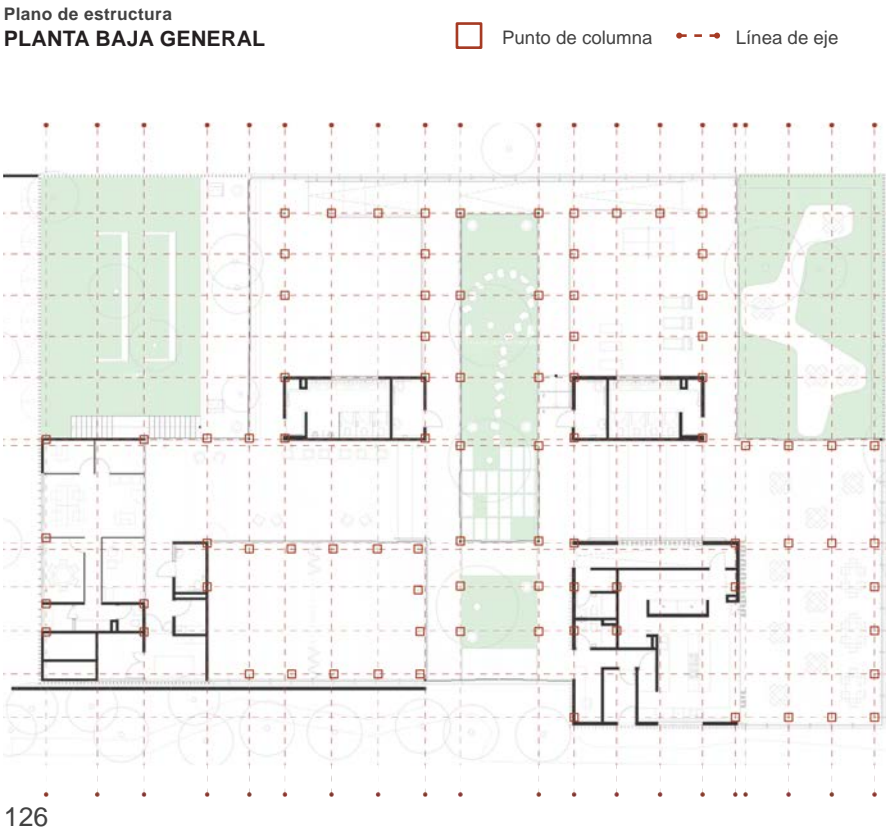 Plano de estructura
PLANTA BAJA GENERAL
Punto de columna
Línea de eje
126